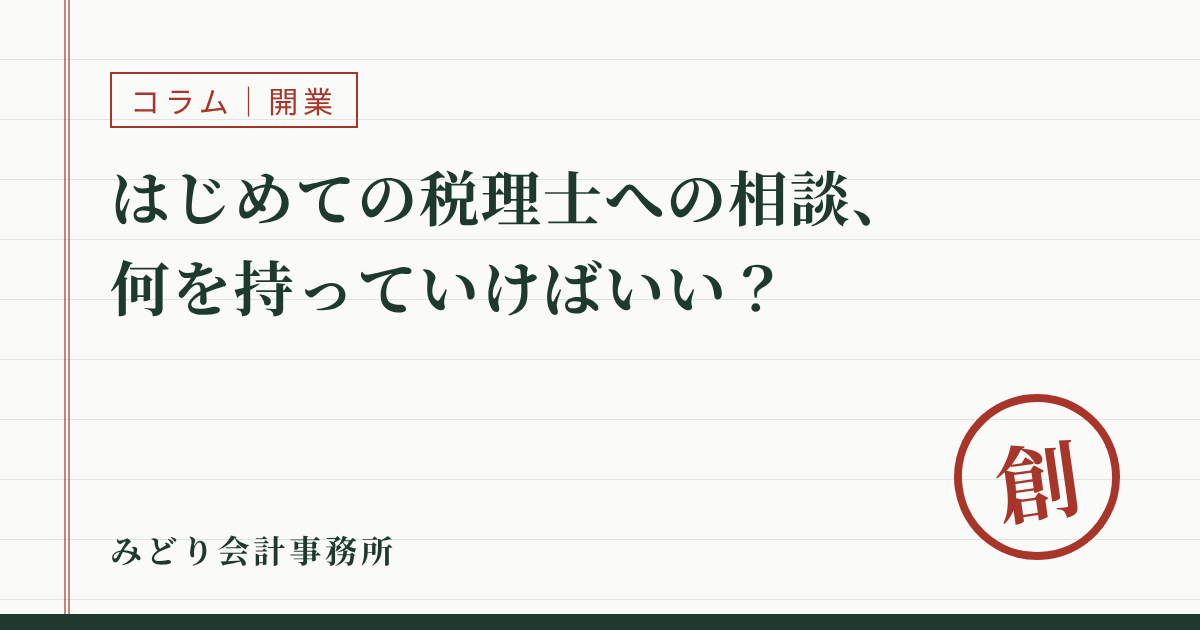 コラム｜開業
はじめての税理士への相談、
何を持っていけばいい？
創
みどり会計事務所